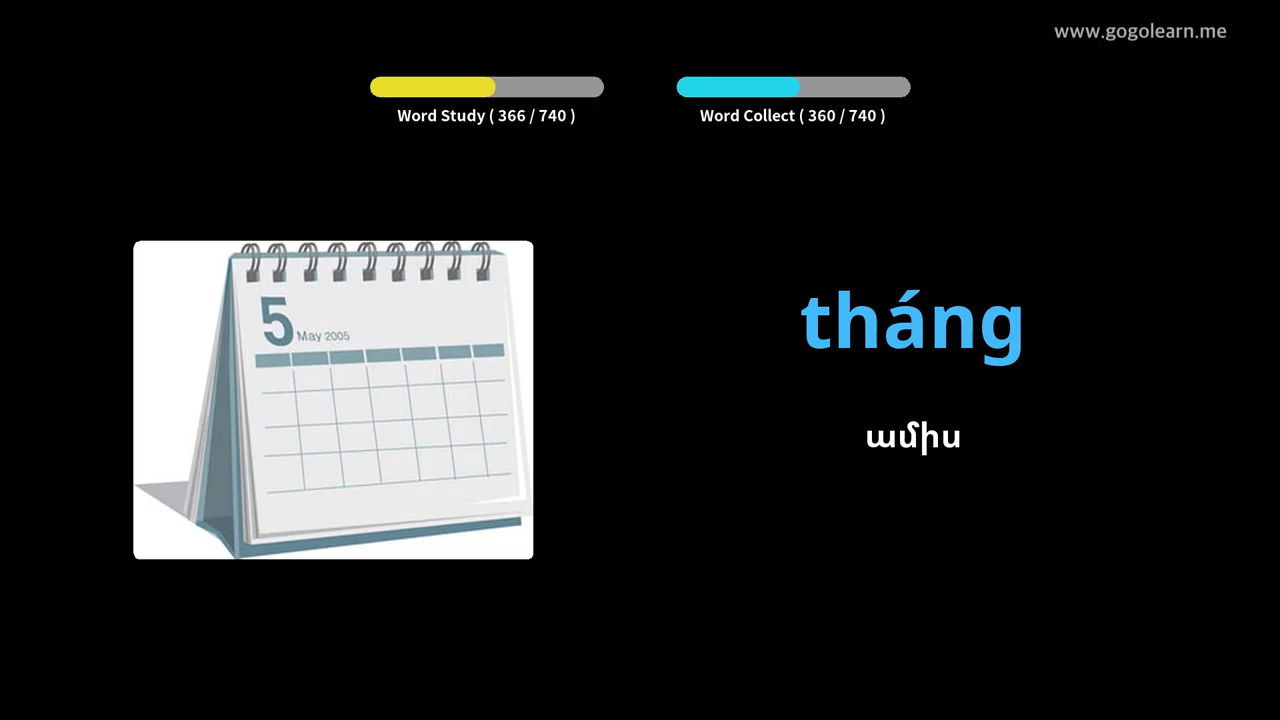 www.gogolearn.me
Word Study ( 366 / 740 )
Word Collect ( 360 / 740 )
5 May 2005
tháng
ամիս